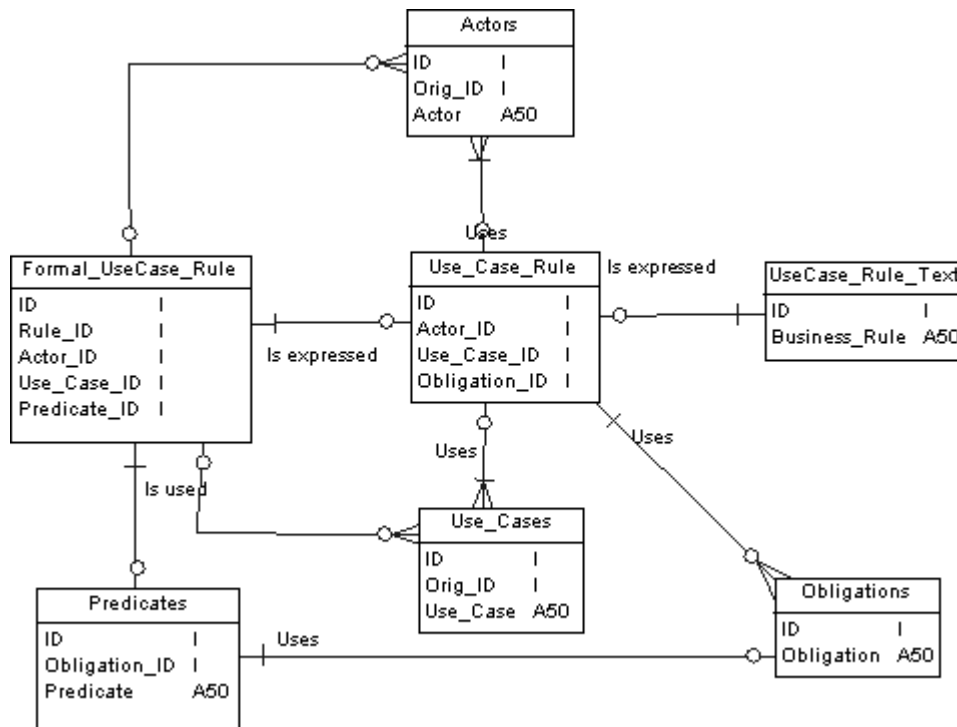 Actors
ID I
Orig_ID I
Actor A50
Uses
Formal_UseCase_Rule
ID I
Rule_ID I
Actor_ID I
Use_Case_ID I
Predicate_ID I
Is expressed
Use_Case_Rule
ID I
Actor_ID I
Use_Case_ID I
Obligation_ID I
Is expressed
UseCase_Rule_Text
ID I
Business_Rule A50
Uses
Uses
Is used
Use_Cases
ID I
Orig_ID I
Use_Case A50
Predicates
ID I
Obligation_ID I
Predicate A50
Uses
Obligations
ID I
Obligation A50